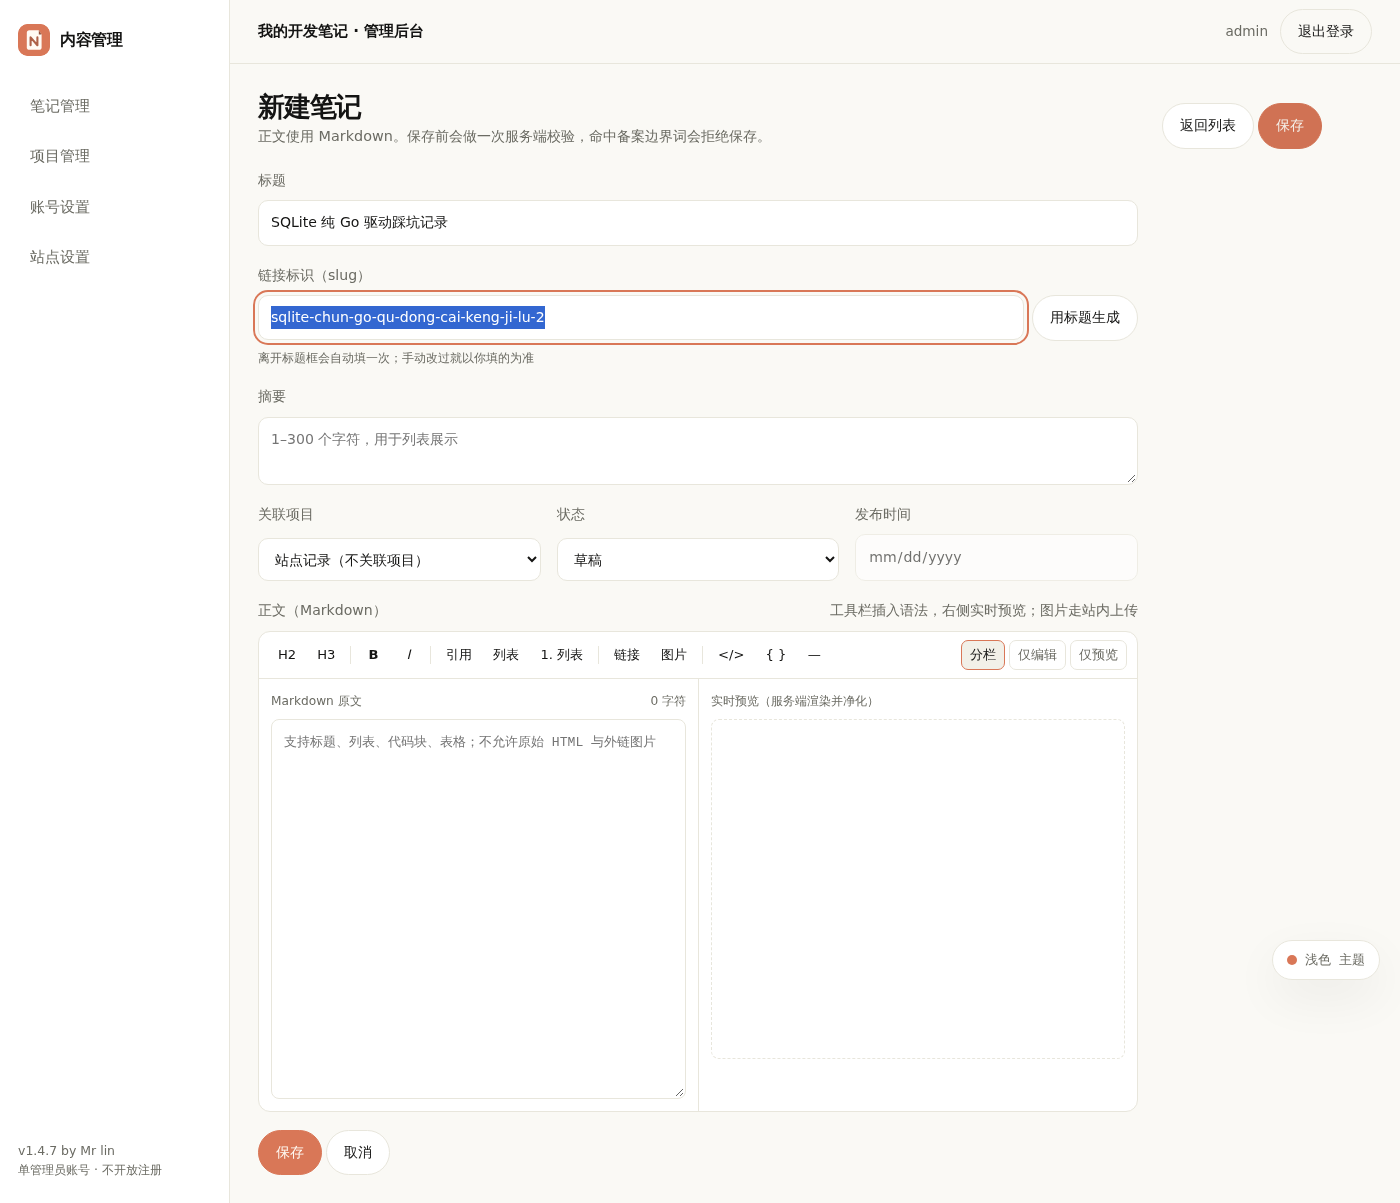 内容管理
笔记管理
项目管理
账号设置
站点设置
v1.4.7 by Mr lin
单管理员账号 · 不开放注册
我的开发笔记 · 管理后台
admin
退出登录
新建笔记
正文使用 Markdown。保存前会做一次服务端校验，命中备案边界词会拒绝保存。
返回列表
保存
标题
SQLite 纯 Go 驱动踩坑记录
链接标识（slug）
sqlite-chun-go-qu-dong-cai-keng-ji-lu-2
用标题生成
离开标题框会自动填一次；手动改过就以你填的为准
摘要
1–300 个字符，用于列表展示
关联项目
状态
发布时间
站点记录（不关联项目）
草稿
mm/dd/yyyy
正文（Markdown）
工具栏插入语法，右侧实时预览；图片走站内上传
H2 H3 B I 引用 列表 1. 列表 链接 图片 </> { } —
分栏 仅编辑 仅预览
Markdown 原文
0 字符
实时预览（服务端渲染并净化）
支持标题、列表、代码块、表格；不允许原始 HTML 与外链图片
浅色 主题
保存
取消